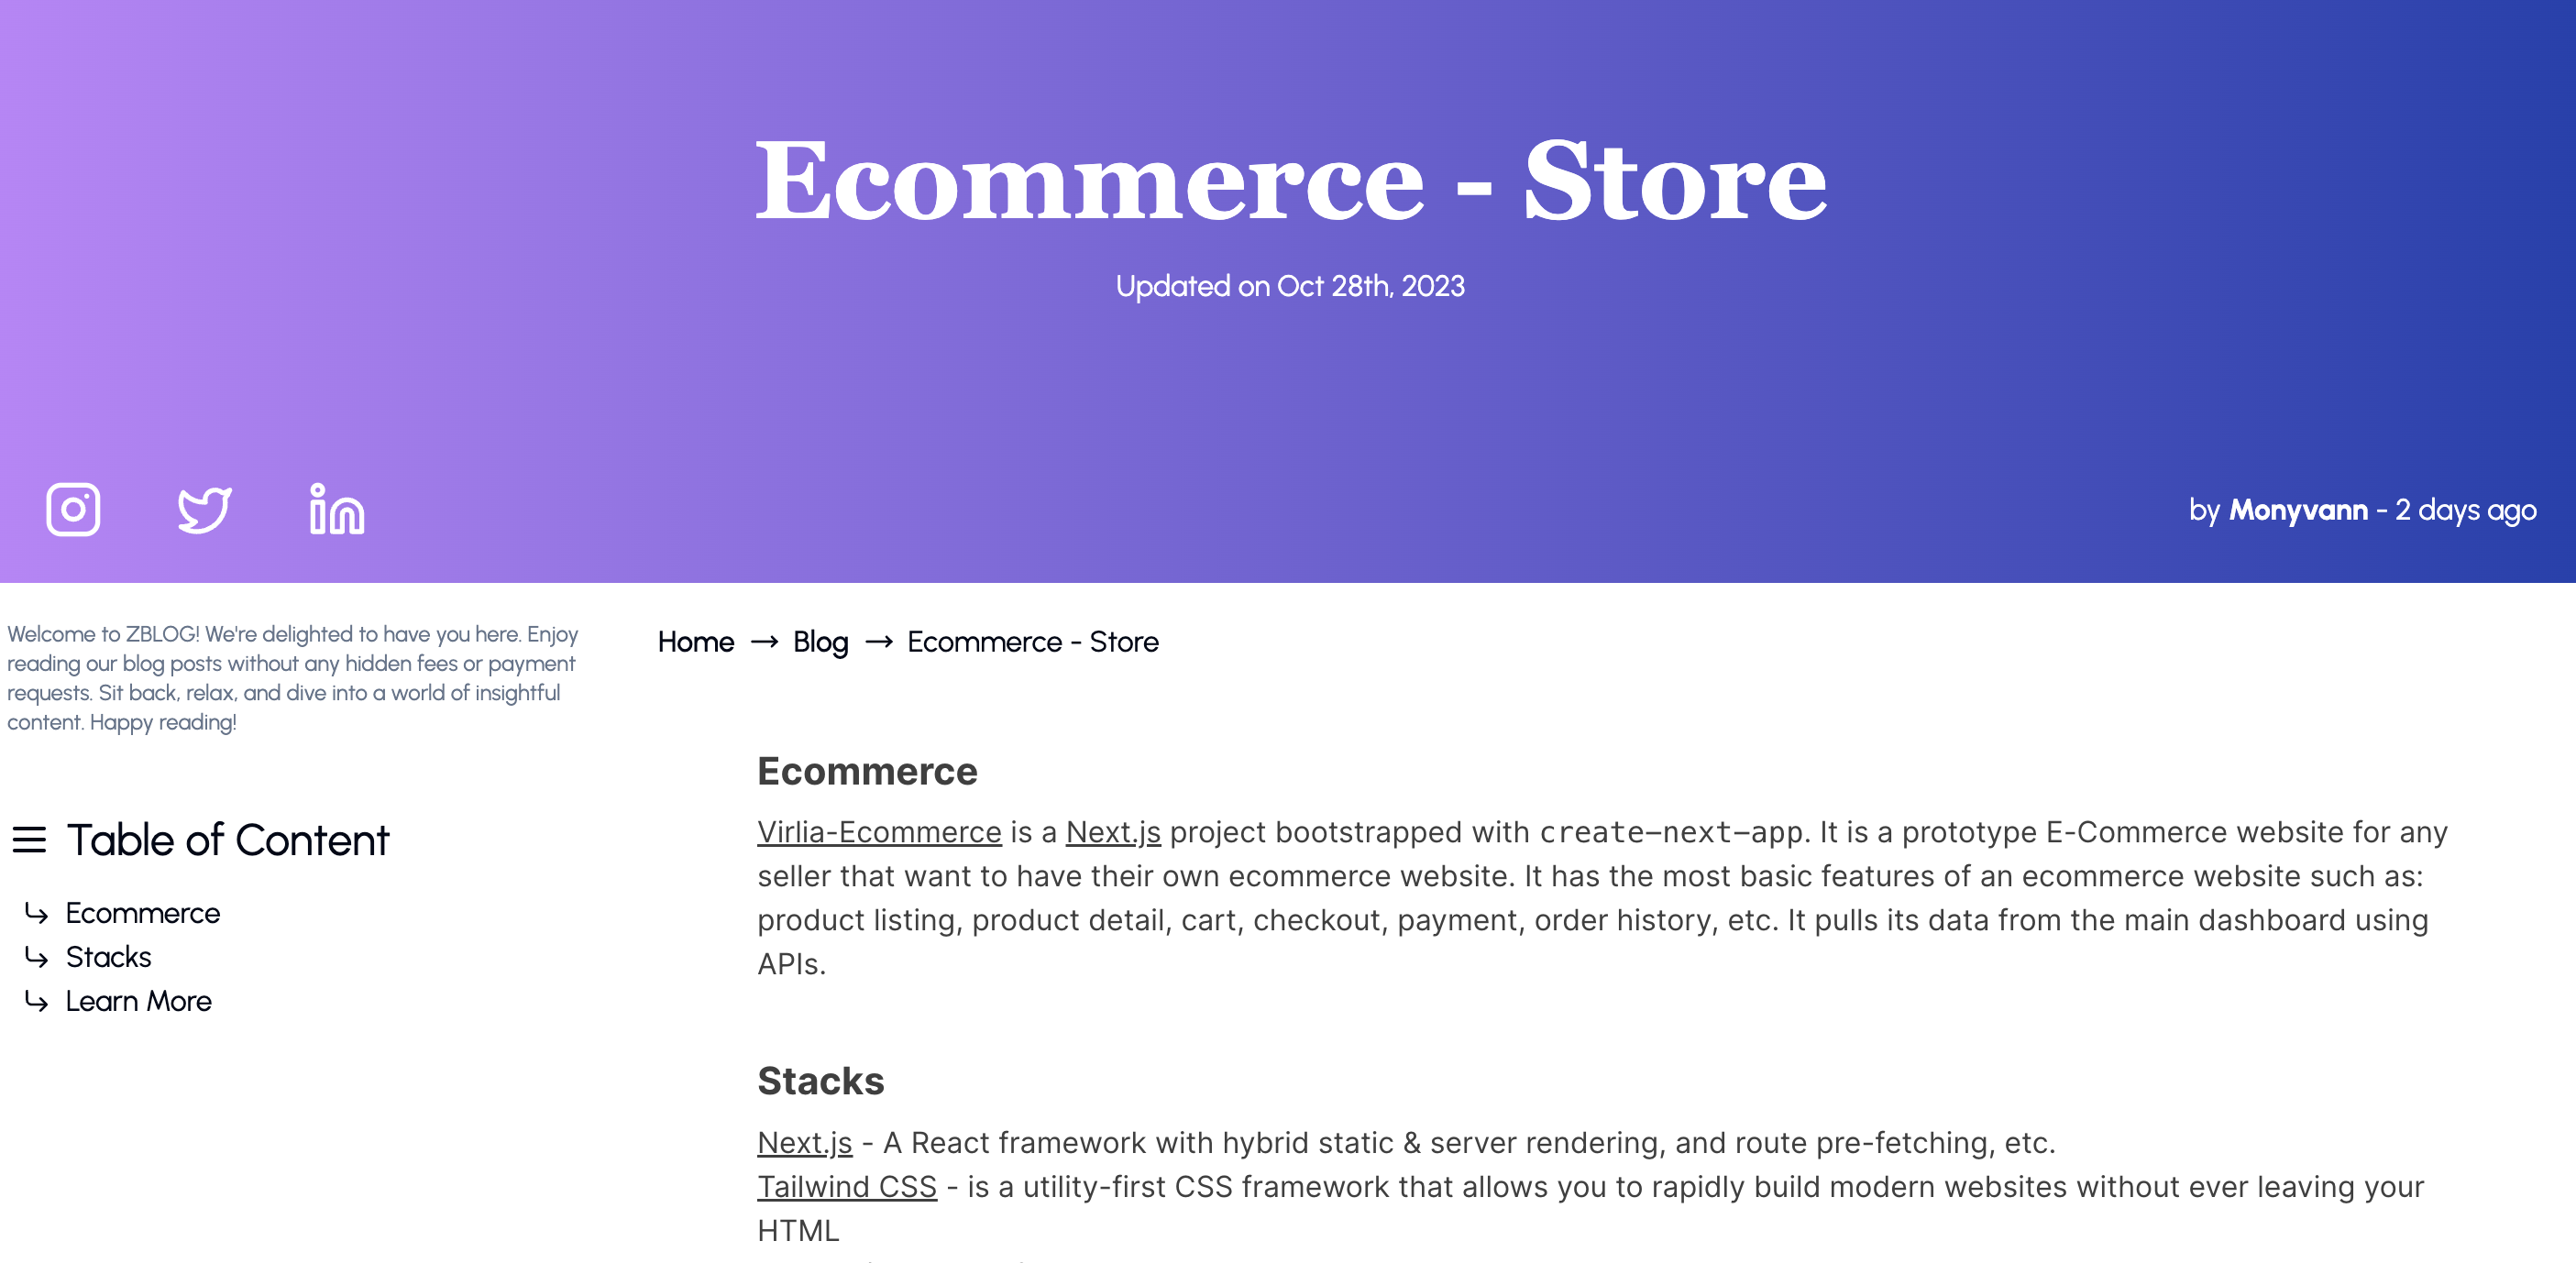 Ecommerce - Store
Updated on Oct 28th, 2023
by Monyvann - 2 days ago
Welcome to ZBLOG! We're delighted to have you here. Enjoy
reading our blog posts without any hidden fees or payment
requests. Sit back, relax, and dive into a world of insightful
content. Happy reading!
Table of Content
Ecommerce
Stacks
Learn More
Home → Blog → Ecommerce - Store
Ecommerce
Virlia-Ecommerce is a Next.js project bootstrapped with create-next-app. It is a prototype E-Commerce website for any
seller that want to have their own ecommerce website. It has the most basic features of an ecommerce website such as:
product listing, product detail, cart, checkout, payment, order history, etc. It pulls its data from the main dashboard using
APIs.
Stacks
Next.js - A React framework with hybrid static & server rendering, and route pre-fetching, etc.
Tailwind CSS - is a utility-first CSS framework that allows you to rapidly build modern websites without ever leaving your
HTML